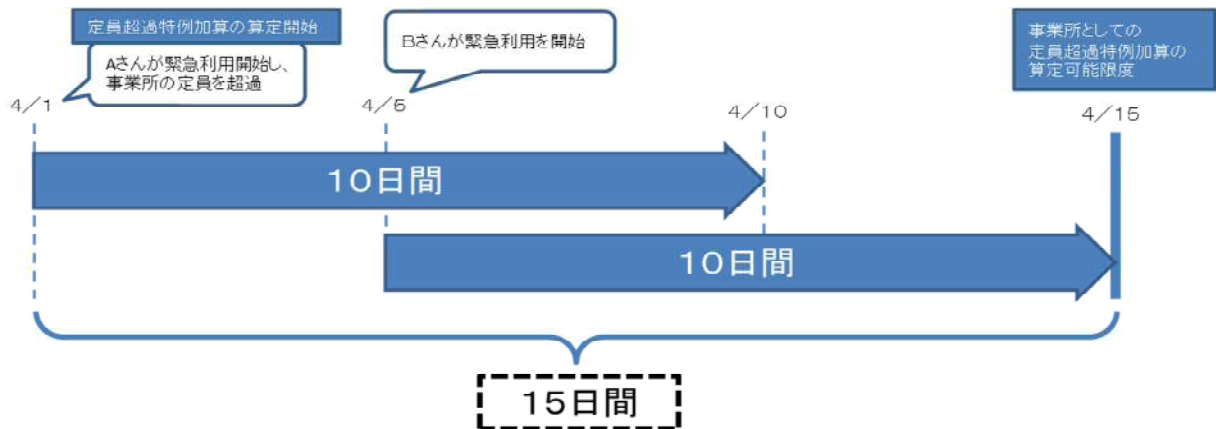 定員超過特例加算の算定開始
Aさんが緊急利用開始し、
事業所の定員を超過
Bさんが緊急利用を開始
事業所としての
定員超過特例加算の
算定可能限度
4/1
4/6
4/10
4/15
10日間
10日間
15日間